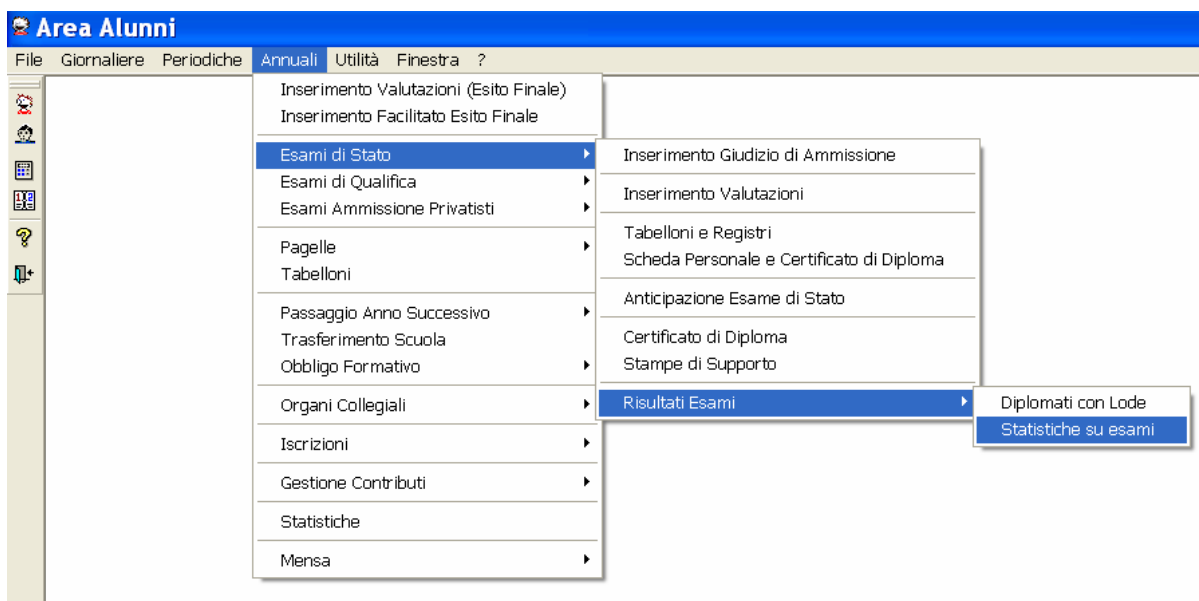 Area Alunni
File Giornaliere Periodiche Annuali Utilità Finestra ?
Inserimento Valutazioni (Esito Finale)
Inserimento Facilitato Esito Finale
Esami di Stato
Esami di Qualifica
Esami Ammissione Privatisti
Pagelle
Tabelloni
Passaggio Anno Successivo
Trasferimento Scuola
Obbligo Formativo
Organi Collegiali
Iscrizioni
Gestione Contributi
Statistiche
Mensa
Inserimento Giudizio di Ammissione
Inserimento Valutazioni
Tabelloni e Registri
Scheda Personale e Certificato di Diploma
Anticipazione Esame di Stato
Certificato di Diploma
Stampe di Supporto
Risultati Esami
Diplomati con Lode
Statistiche su esami